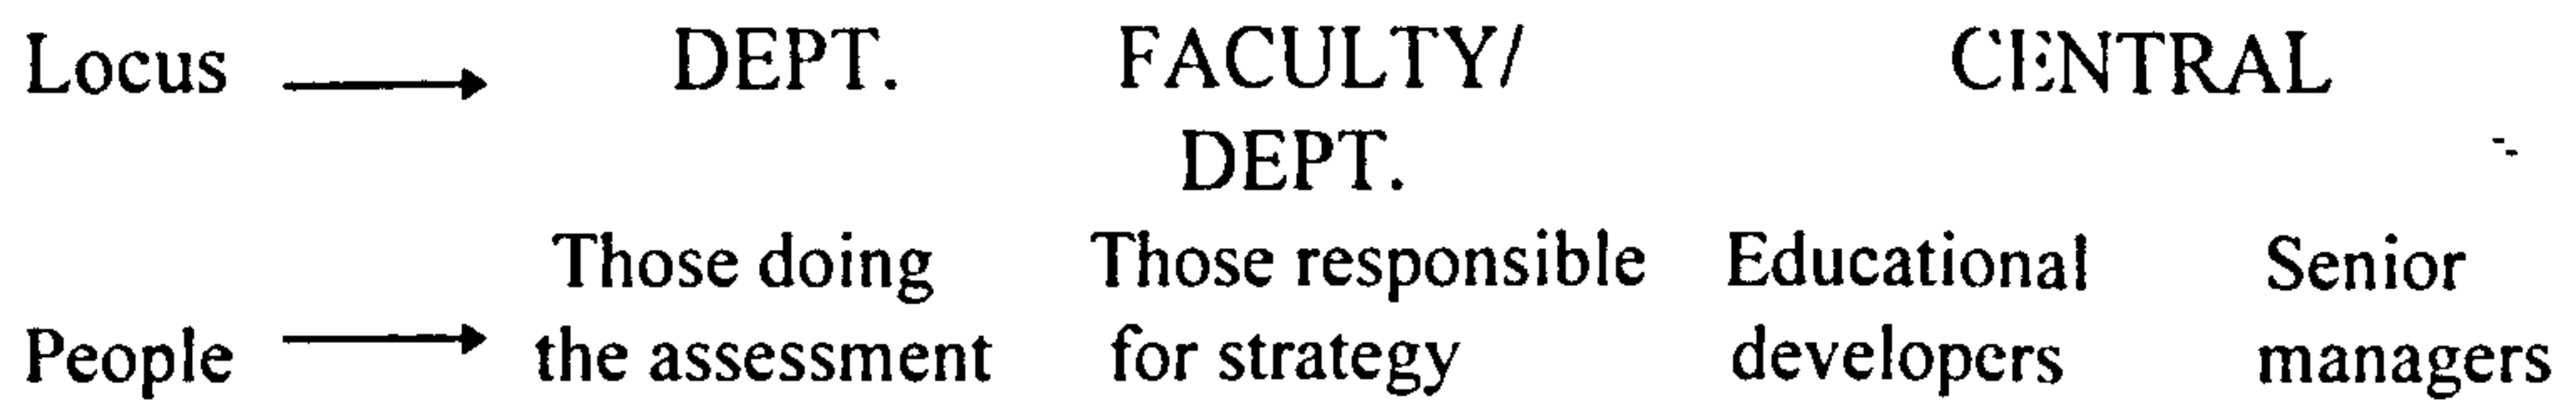 Locus DEPT. FACULTY/ CENTRAL
DEPT.
Those doing Those responsible Educational Senior
People the assessment for strategy developers managers